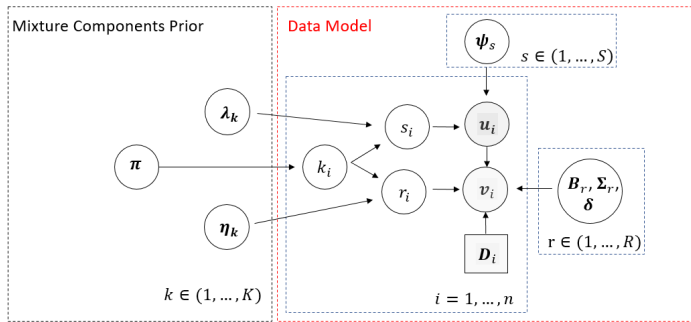 Mixture Components Prior
Data Model
ψ_s
s ∈ (1, …, S)
λ_k
s_i
u_i
π
k_i
r_i
v_i
B_r, Σ_r,
δ
η_k
D_i
r ∈ (1, …, R)
k ∈ (1, …, K)
i = 1, …, n